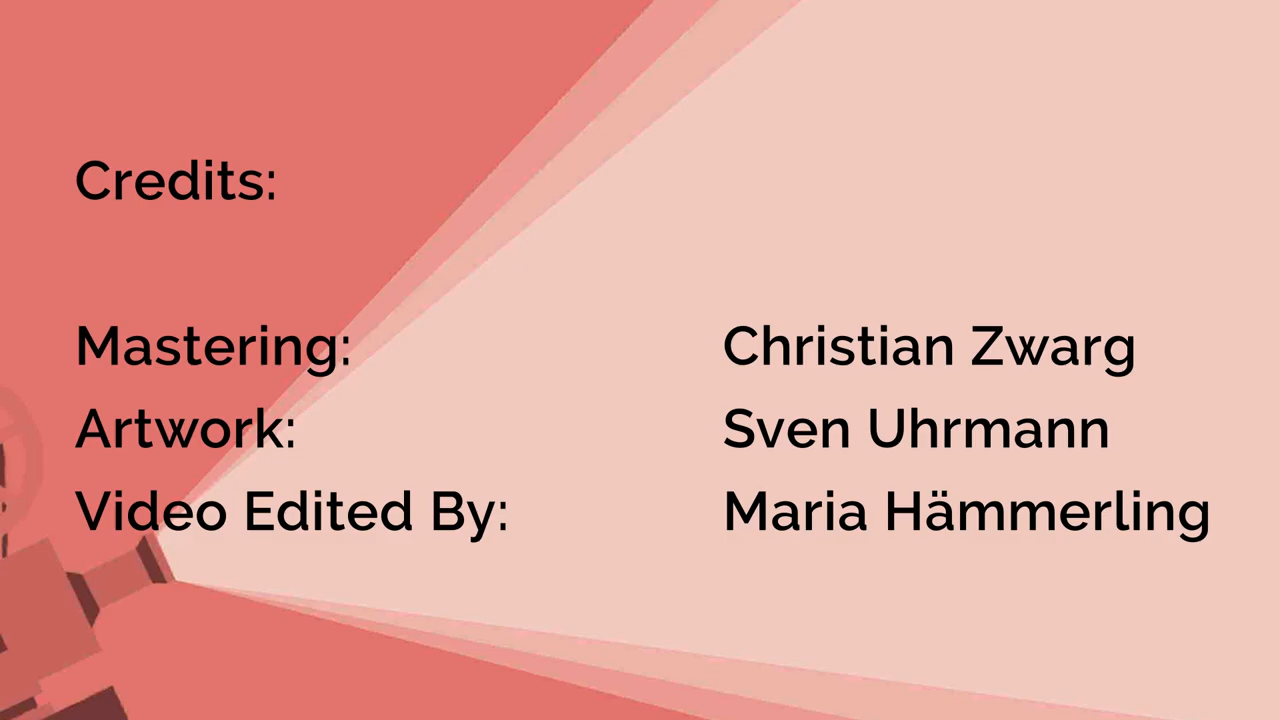 Credits:
Mastering: Christian Zwarg
Artwork: Sven Uhrmann
Video Edited By: Maria Hämmerling